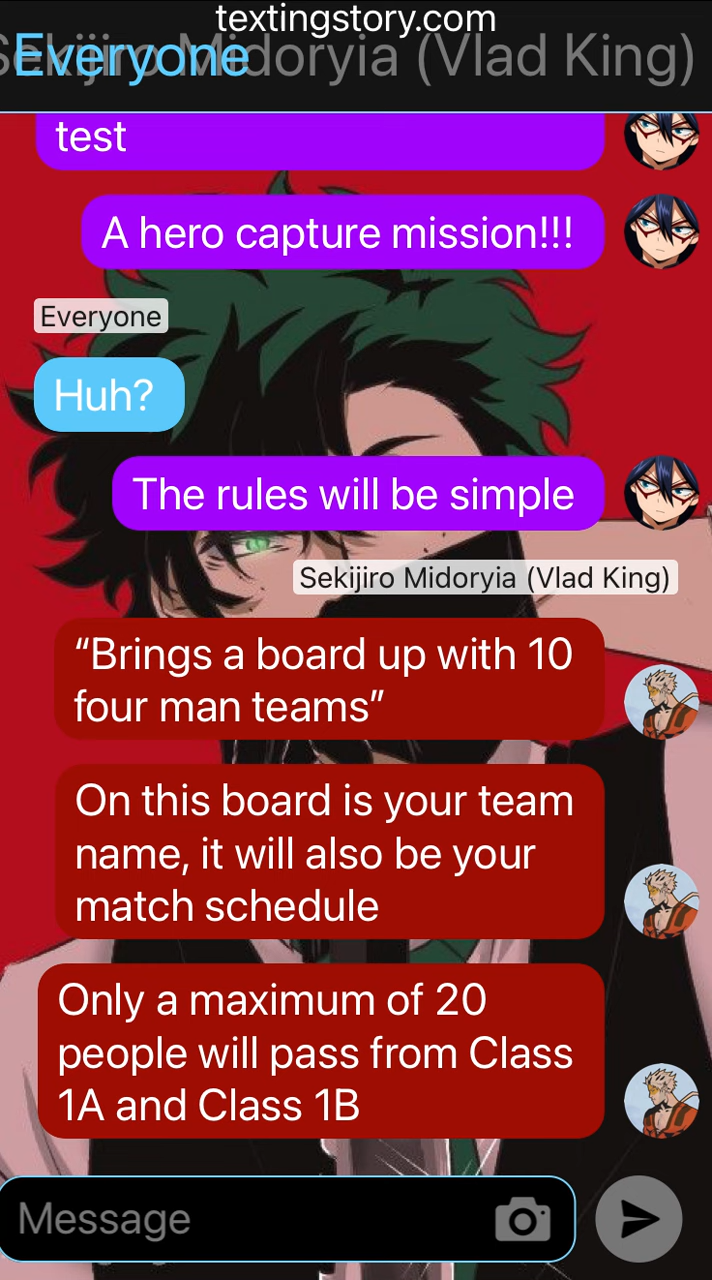 textingstory.com
Everyone
Sekijiro Midoryia (Vlad King)
test
A hero capture mission!!!
Everyone
Huh?
The rules will be simple
Sekijiro Midoryia (Vlad King)
“Brings a board up with 10
four man teams”
On this board is your team
name, it will also be your
match schedule
Only a maximum of 20
people will pass from Class
1A and Class 1B
Message